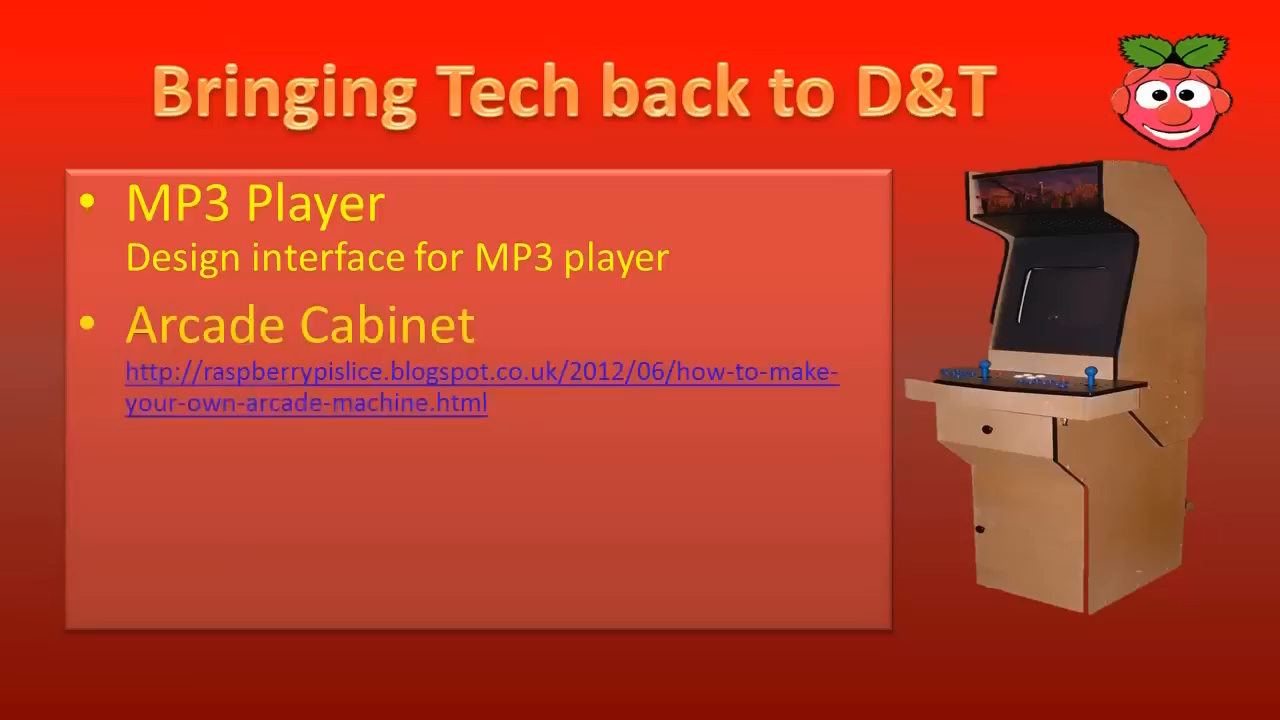 Bringing Tech back to D&T
• MP3 Player
Design interface for MP3 player
• Arcade Cabinet
http://raspberrypislice.blogspot.co.uk/2012/06/how-to-make-
your-own-arcade-machine.html